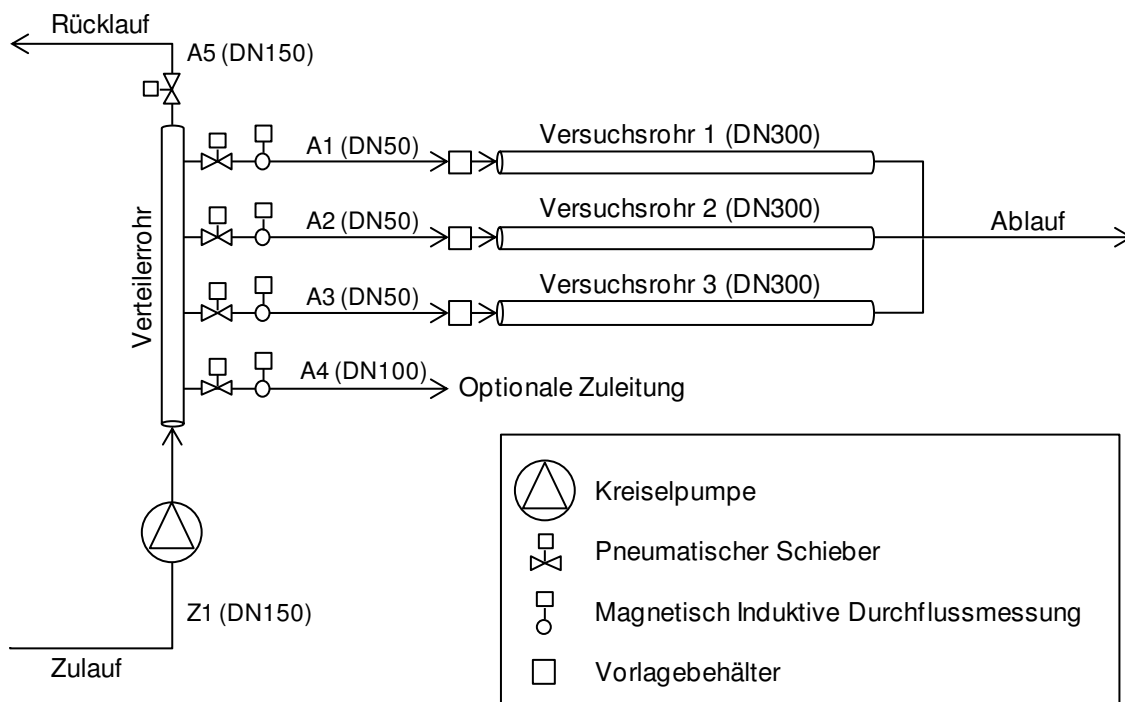 Rücklauf
A5 (DN150)
A1 (DN50)
Versuchsrohr 1 (DN300)
A2 (DN50)
Versuchsrohr 2 (DN300)
Ablauf
Verteilerrohr
A3 (DN50)
Versuchsrohr 3 (DN300)
A4 (DN100)
Optionale Zuleitung
Z1 (DN150)
Zulauf
Kreiselpumpe
Pneumatischer Schieber
Magnetisch Induktive Durchflussmessung
Vorlagebehälter